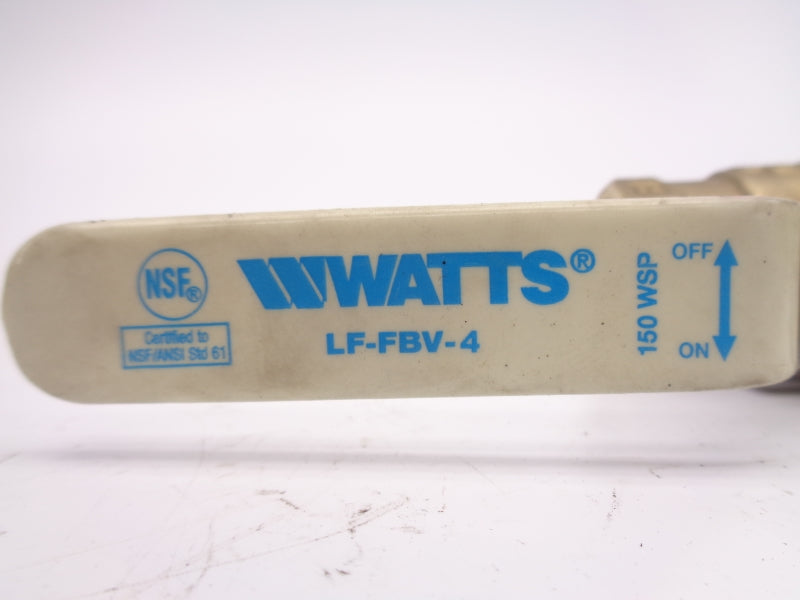 NSF®
Certified to
NSF/ANSI Std 61
WATTS®
LF-FBV-4
150 WSP
OFF
ON